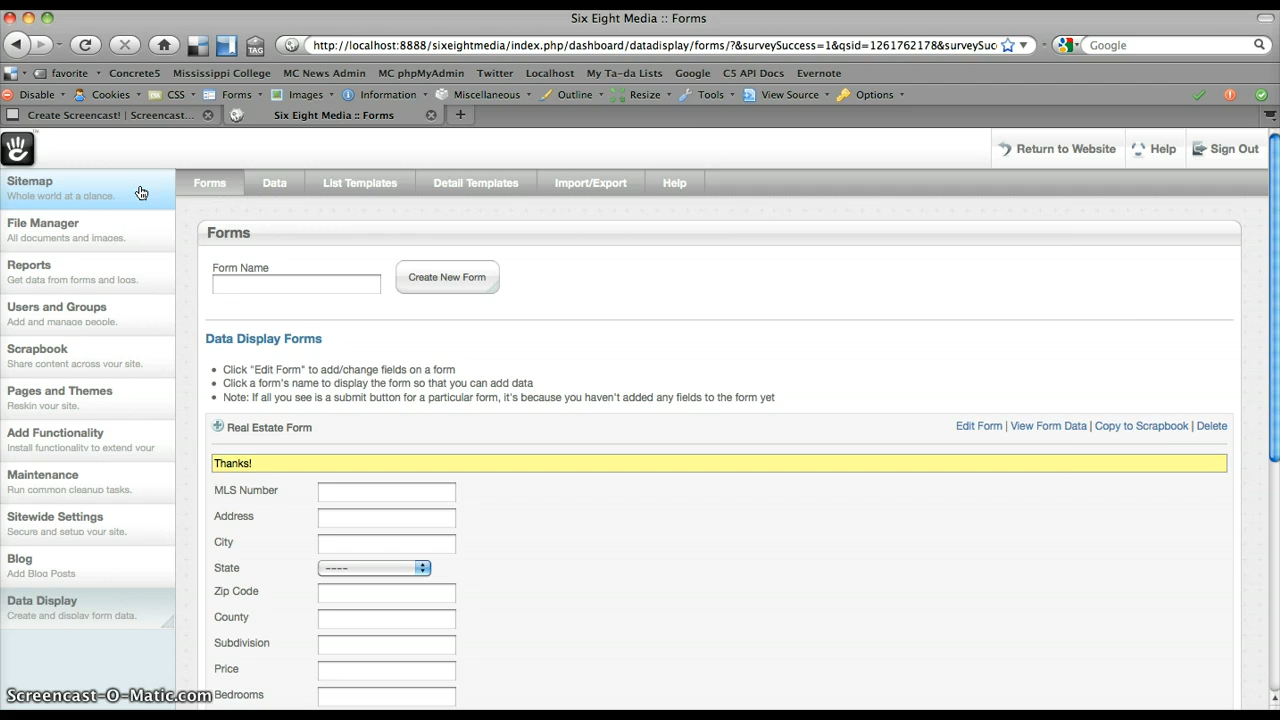 Six Eight Media :: Forms
http://localhost:8888/sixeightmedia/index.php/dashboard/datadisplay/forms/?&surveySuccess=1&qsid=1261762178&surveySuc
Google
TAG
favorite Concrete5 Mississippi College MC News Admin MC phpMyAdmin Twitter Localhost My Ta-da Lists Google C5 API Docs Evernote
Disable Cookies CSS Forms Images Information Miscellaneous Outline Resize Tools View Source Options
Create Screencast! | Screencast... Six Eight Media :: Forms
Return to Website Help Sign Out
Sitemap
Whole world at a glance.
File Manager
All documents and images.
Reports
Get data from forms and logs.
Users and Groups
Add and manage people.
Scrapbook
Share content across your site.
Pages and Themes
Reskin your site.
Add Functionality
Install functionality to extend your
Maintenance
Run common cleanup tasks.
Sitewide Settings
Secure and setup your site.
Blog
Add Blog Posts
Data Display
Create and display form data.
Forms Data List Templates Detail Templates Import/Export Help
Forms
Form Name
Create New Form
Data Display Forms
Click "Edit Form" to add/change fields on a form
Click a form's name to display the form so that you can add data
Note: If all you see is a submit button for a particular form, it's because you haven't added any fields to the form yet
Real Estate Form
Edit Form | View Form Data | Copy to Scrapbook | Delete
Thanks!
MLS Number
Address
City
State ----
Zip Code
County
Subdivision
Price
Bedrooms
Screencast-O-Matic.com